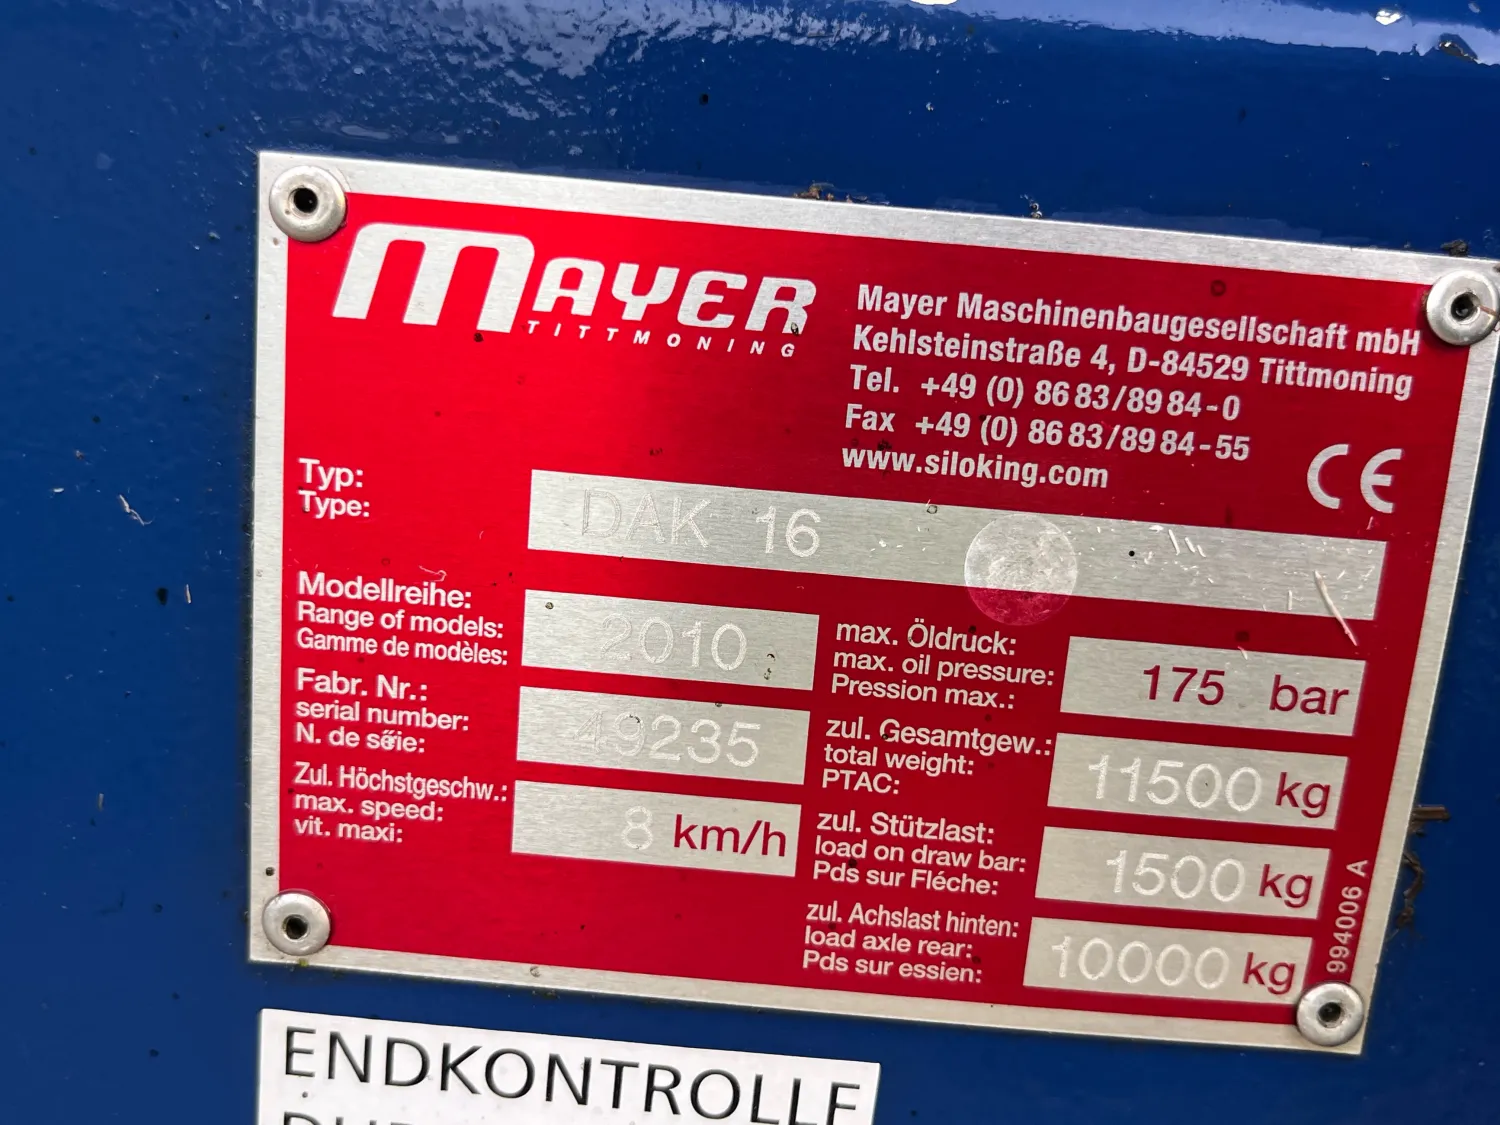 MAYER
TITTMONING
Mayer Maschinenbaugesellschaft mbH
Kehlsteinstraße 4, D-84529 Tittmoning
Tel. +49 (0) 86 83/89 84-0
Fax +49 (0) 86 83/89 84-55
www.siloking.com
CE
Typ:
Type:
DAK 16
Modellreihe:
Range of models:
Gamme de modèles:
2010
Fabr. Nr.:
serial number:
N. de série:
49235
Zul. Höchstgeschw.:
max. speed:
vit. maxi:
8 km/h
max. Öldruck:
max. oil pressure:
Pression max.:
175 bar
zul. Gesamtgew.:
total weight:
PTAC:
11500 kg
zul. Stützlast:
load on draw bar:
Pds sur Fléche:
1500 kg
zul. Achslast hinten:
load axle rear:
Pds sur essien:
10000 kg
994006 A
ENDKONTROLLE